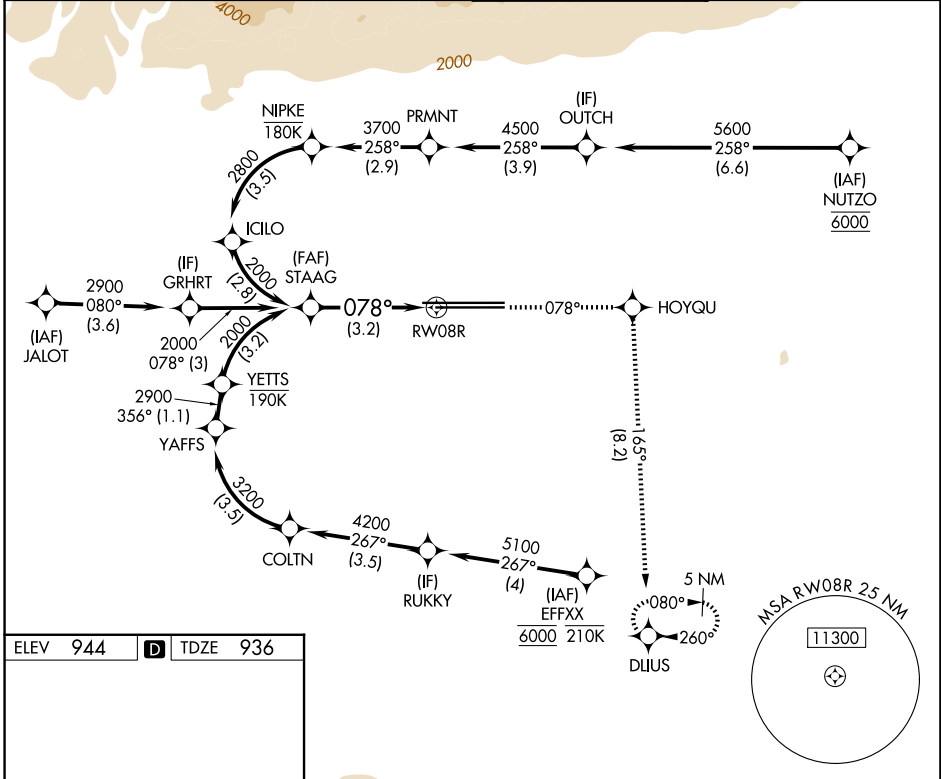 4000
2000
NIPKE
180K
PRMNT
(IF)
OUTCH
3700
258°
(2.9)
4500
258°
(3.9)
5600
258°
(6.6)
(IAF)
NUTZO
6000
2800
(3.5)
ICILO
2000
(2.8)
(IF)
GRHRT
(FAF)
STAAG
2900
080°
(3.6)
(IAF)
JALOT
078°
(3.2)
RW08R
078°
HOYQU
2000
078° (3)
2000
(3.2)
YETTS
190K
2900
356° (1.1)
YAFFS
165°
(8.2)
3200
(3.5)
COLTN
4200
267°
(3.5)
(IF)
RUKKY
5100
267°
(4)
(IAF)
EFFXX
6000 210K
5 NM
080°
260°
DLIUS
MSA RW08R 25 NM
11300
ELEV 944 D TDZE 936